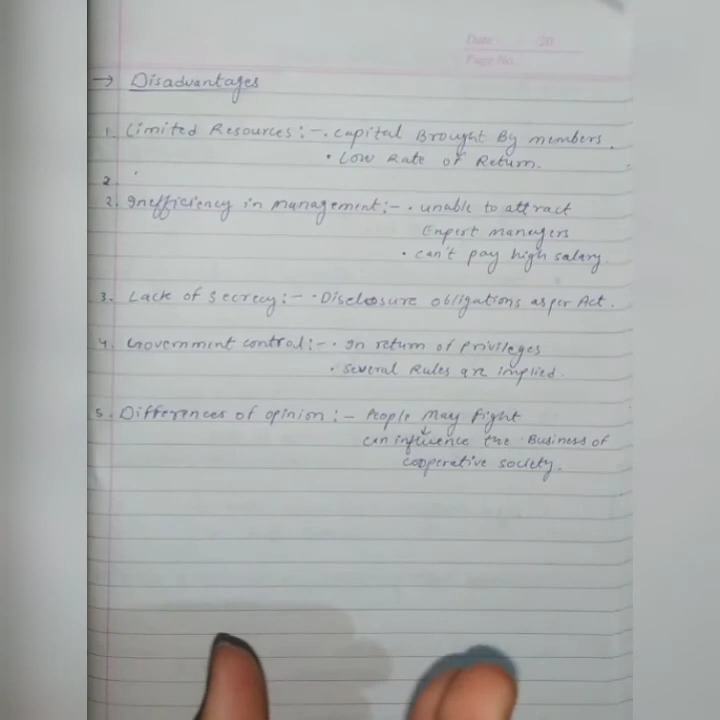 Date 20
Page No.
→ Disadvantages
1. Limited Resources :- • Capital Brought By members.
• Low Rate of Return.
2. •
2. Inefficiency in management :- • unable to attract
Expert managers
• can't pay high salary.
3. Lack of secrecy :- • Disclosure obligations as per Act.
4. Government control :- • In return of privileges
• several Rules are implied.
5. Differences of opinion :- People may fight
↓
can influence the Business of
cooperative society.